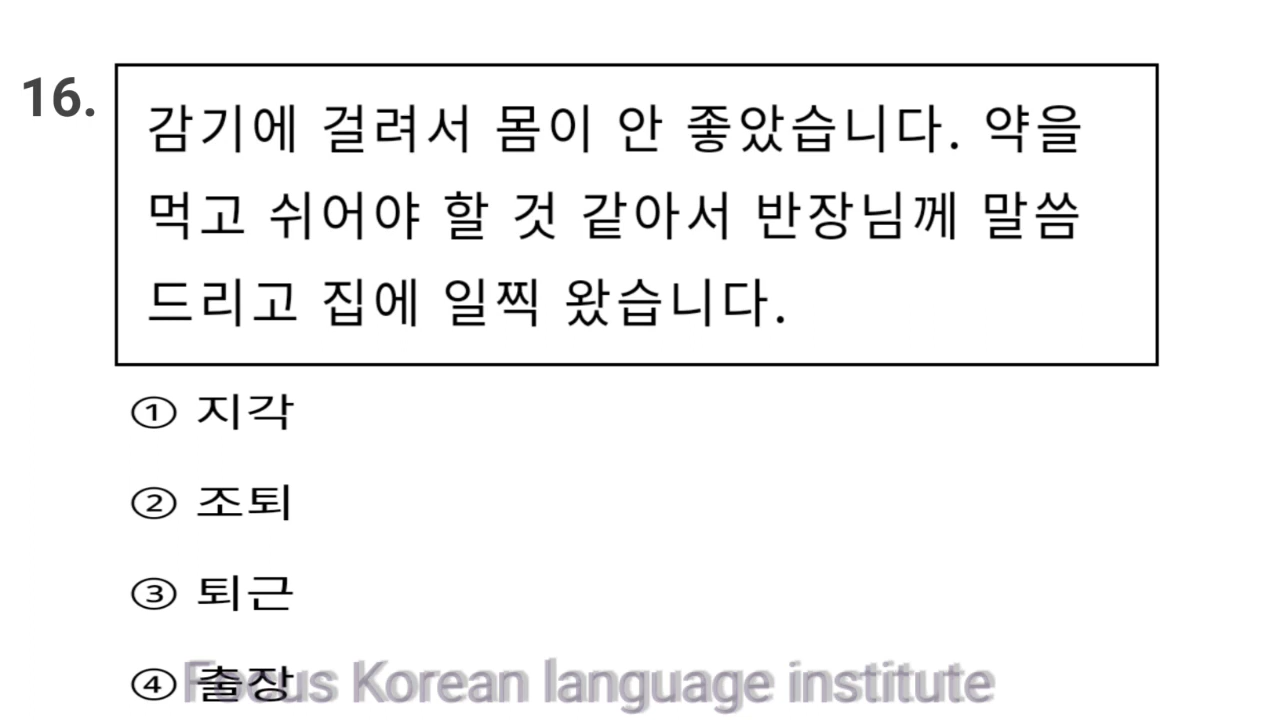 16.
감기에 걸려서 몸이 안 좋았습니다. 약을
먹고 쉬어야 할 것 같아서 반장님께 말씀
드리고 집에 일찍 왔습니다.
① 지각
② 조퇴
③ 퇴근
④ 출장
Focus Korean language institute